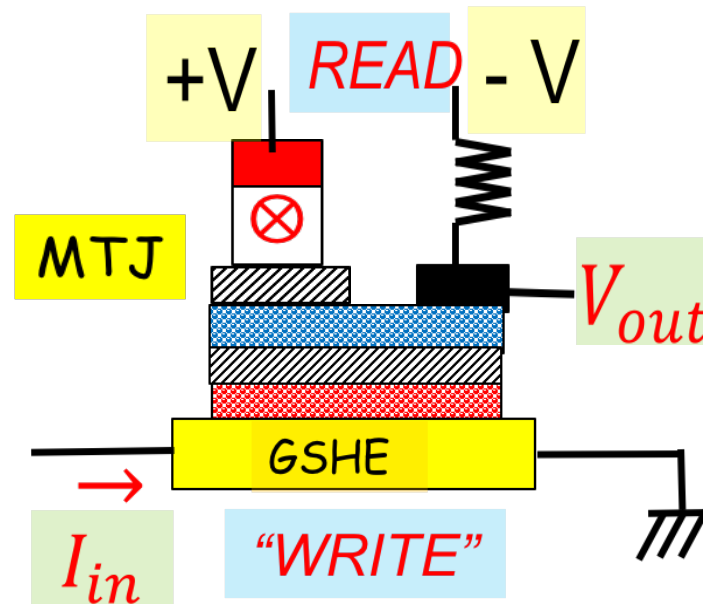 +V
READ
- V
MTJ
V_out
GSHE
I_in
“WRITE”